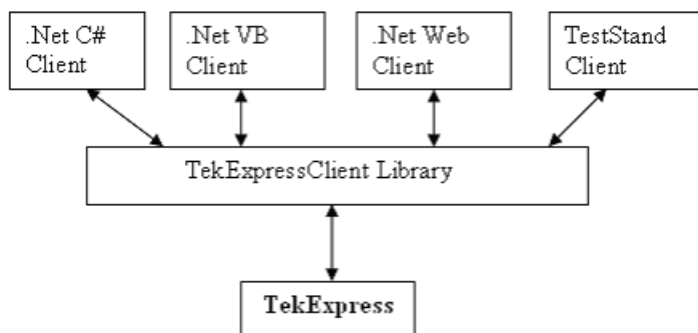 .Net C#
Client
.Net VB
Client
.Net Web
Client
TestStand
Client
TekExpressClient Library
TekExpress